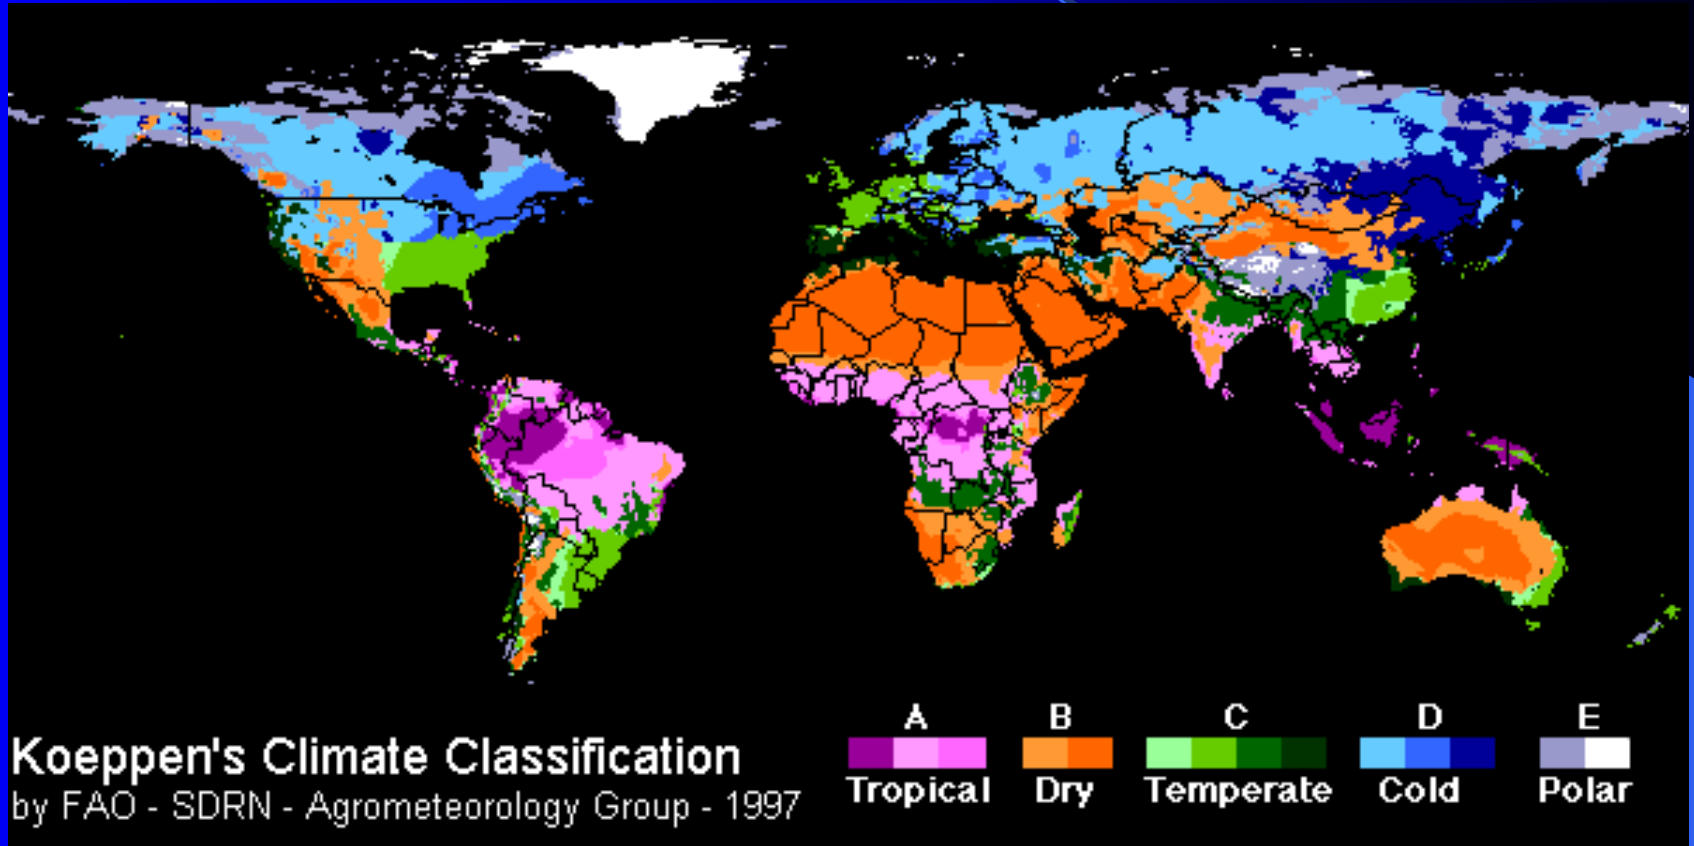 Koeppen's Climate Classification
by FAO - SDRN - Agrometeorology Group - 1997
A B C D E
Tropical Dry Temperate Cold Polar